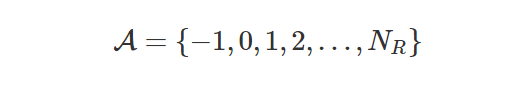 𝒜 = {−1, 0, 1, 2, . . . , N_R}